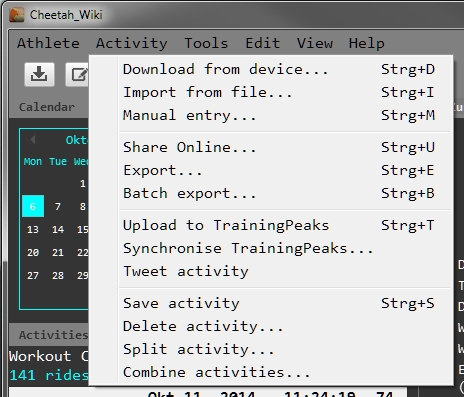 Cheetah_Wiki
Athlete Activity Tools Edit View Help
Download from device... Strg+D
Import from file... Strg+I
Manual entry... Strg+M
Share Online... Strg+U
Export... Strg+E
Batch export... Strg+B
Upload to TrainingPeaks Strg+T
Synchronise TrainingPeaks...
Tweet activity
Save activity Strg+S
Delete activity...
Split activity...
Combine activities...
Calendar
Okt
Mon Tue Wed
1
6 7 8
13 14 15
20 21 22
27 28 29
Activities
Workout C
141 rides
Okt 11, 2014 11:24:19 74